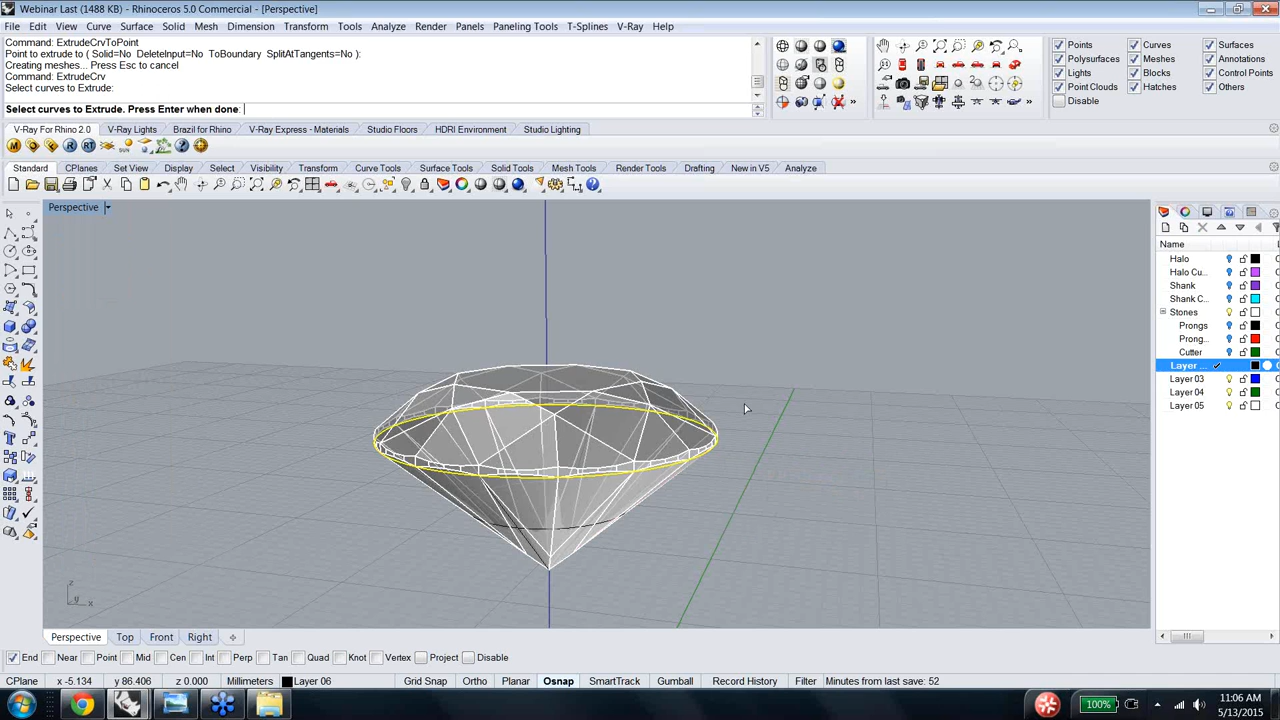 Webinar Last (1488 KB) - Rhinoceros 5.0 Commercial - [Perspective]
File Edit View Curve Surface Solid Mesh Dimension Transform Tools Analyze Render Panels Paneling Tools T-Splines V-Ray Help
Command: ExtrudeCrvToPoint
Point to extrude to ( Solid=No DeleteInput=No ToBoundary SplitAtTangents=No ):
Creating meshes... Press Esc to cancel
Command: ExtrudeCrv
Select curves to Extrude:
Select curves to Extrude. Press Enter when done:
Points Curves Surfaces
Polysurfaces Meshes Annotations
Lights Blocks Control Points
Point Clouds Hatches Others
Disable
V-Ray For Rhino 2.0 V-Ray Lights Brazil for Rhino V-Ray Express - Materials Studio Floors HDRI Environment Studio Lighting
Standard CPlanes Set View Display Select Visibility Transform Curve Tools Surface Tools Solid Tools Mesh Tools Render Tools Drafting New in V5 Analyze
Perspective
Name
Halo
Halo Cu...
Shank
Shank C...
Stones
Prongs
Prong...
Cutter
Layer ...
Layer 03
Layer 04
Layer 05
z
y
x
Perspective Top Front Right
End Near Point Mid Cen Int Perp Tan Quad Knot Vertex Project Disable
CPlane x -5.134 y 86.406 z 0.000 Millimeters Layer 06 Grid Snap Ortho Planar Osnap SmartTrack Gumball Record History Filter Minutes from last save: 52
100%
11:06 AM
5/13/2015